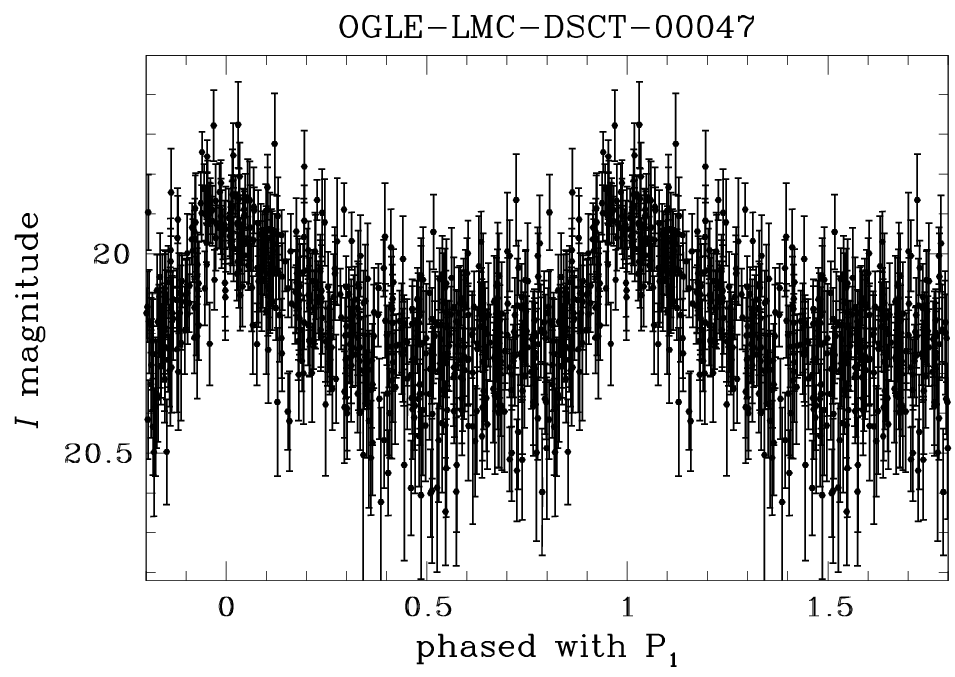 OGLE-LMC-DSCT-00047
I magnitude
20
20.5
0 0.5 1 1.5
phased with P₁